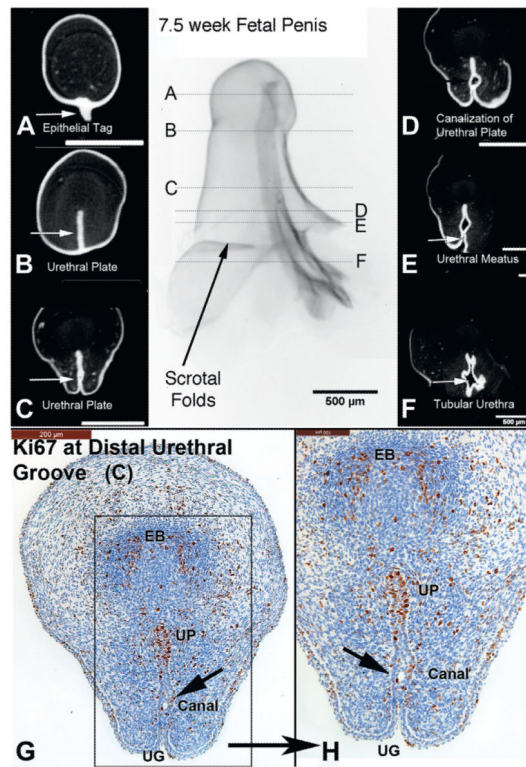 7.5 week Fetal Penis
A
Epithelial Tag
B
Urethral Plate
C
Urethral Plate
A
B
C
D
E
F
Scrotal
Folds
500 µm
D
Canalization of
Urethral Plate
E
Urethral Meatus
F
500 µm
Tubular Urethra
200 µm
Ki67 at Distal Urethral
Groove (C)
EB
UP
Canal
G
UG
EB
UP
Canal
H
UG